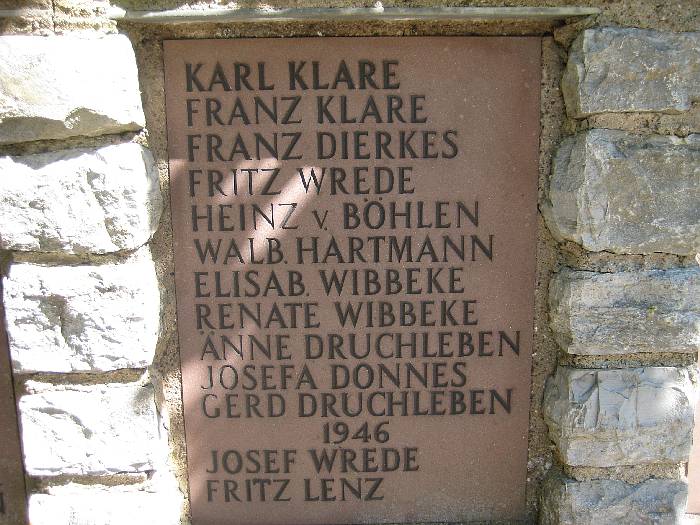 KARL KLARE
FRANZ KLARE
FRANZ DIERKES
FRITZ WREDE
HEINZ v. BÖHLEN
WALB. HARTMANN
ELISAB. WIBBEKE
RENATE WIBBEKE
ÄNNE DRUCHLEBEN
JOSEFA DONNES
GERD DRUCHLEBEN
1946
JOSEF WREDE
FRITZ LENZ